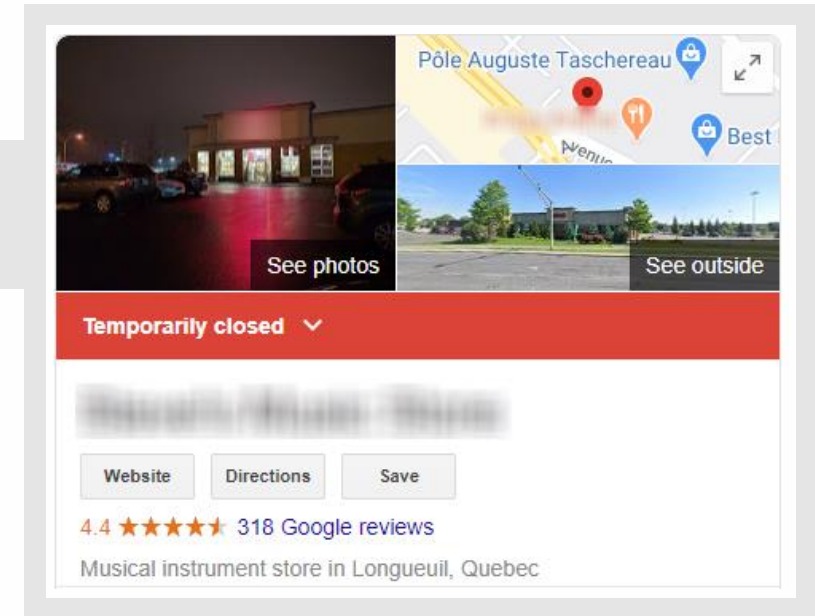 Pôle Auguste Taschereau
Avenue
Best
See photos
See outside
Temporarily closed
Website Directions Save
4.4 318 Google reviews
Musical instrument store in Longueuil, Quebec